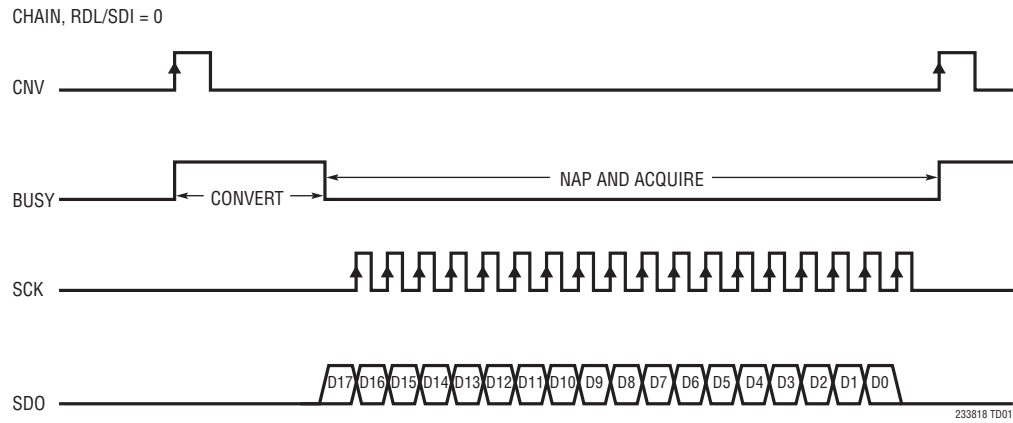 CHAIN, RDL/SDI = 0
CNV
BUSY
CONVERT
NAP AND ACQUIRE
SCK
SDO
D17 D16 D15 D14 D13 D12 D11 D10 D9 D8 D7 D6 D5 D4 D3 D2 D1 D0
233818 TD01